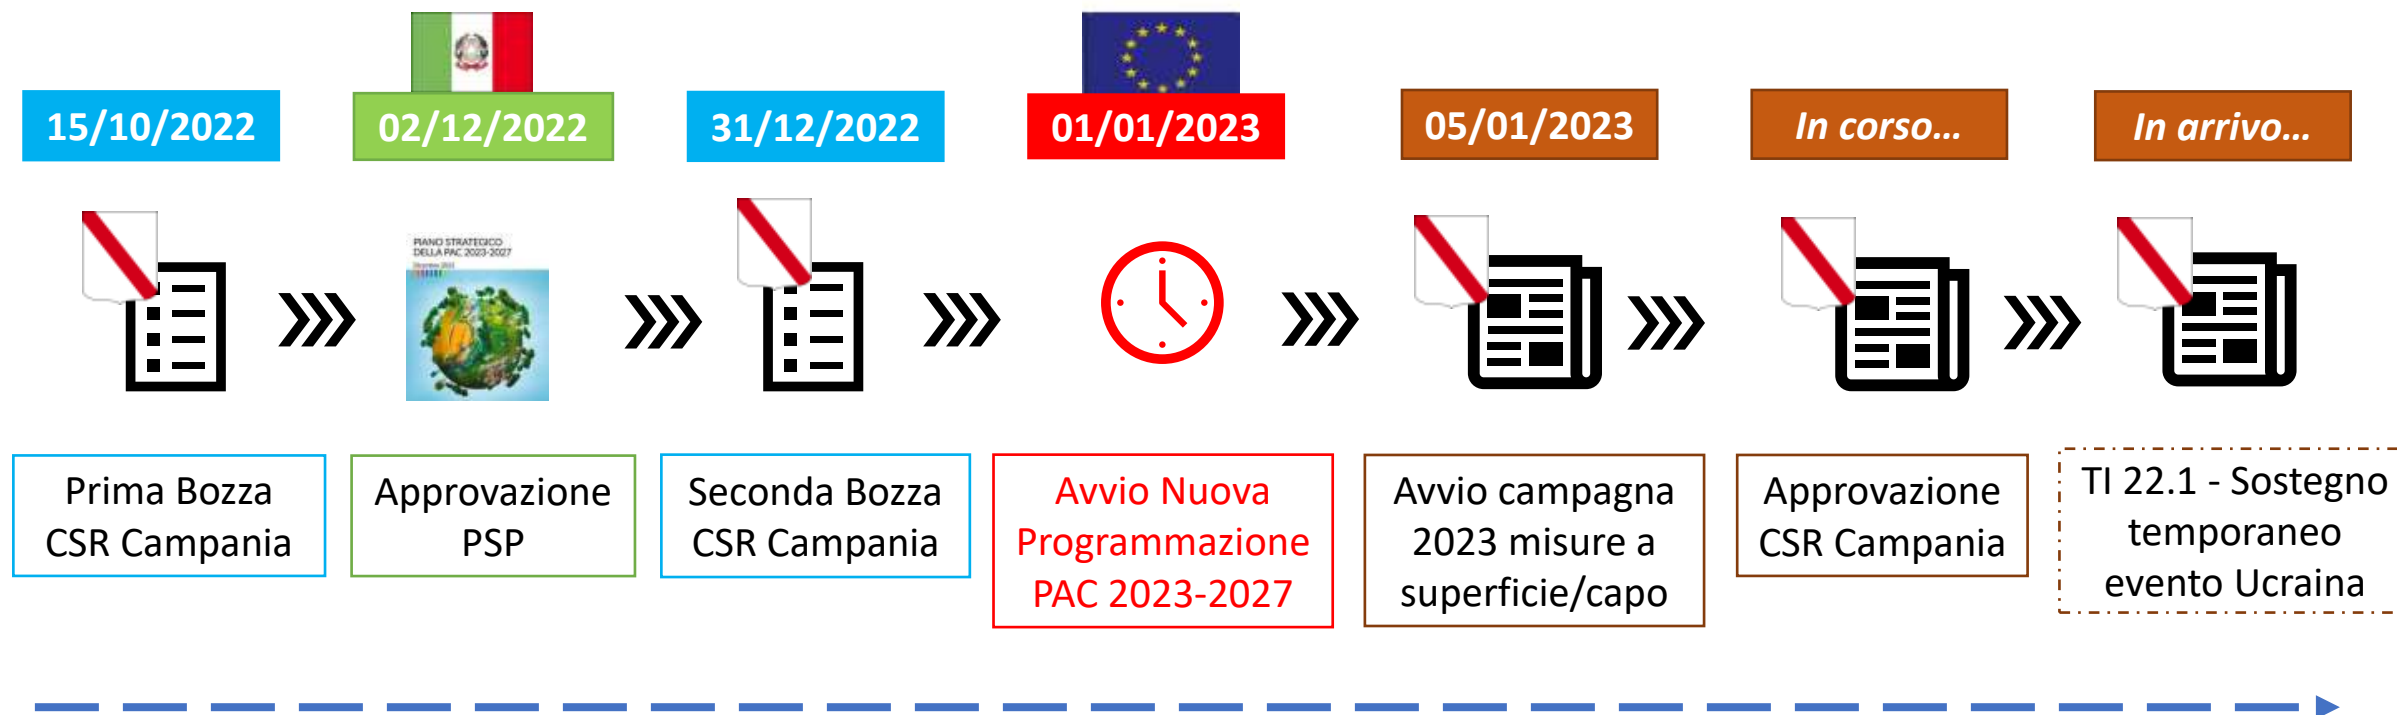 15/10/2022
02/12/2022
31/12/2022
01/01/2023
05/01/2023
In corso...
In arrivo...
PIANO STRATEGICO
DELLA PAC 2023-2027
Prima Bozza
CSR Campania
Approvazione
PSP
Seconda Bozza
CSR Campania
Avvio Nuova
Programmazione
PAC 2023-2027
Avvio campagna
2023 misure a
superficie/capo
Approvazione
CSR Campania
TI 22.1 - Sostegno
temporaneo
evento Ucraina